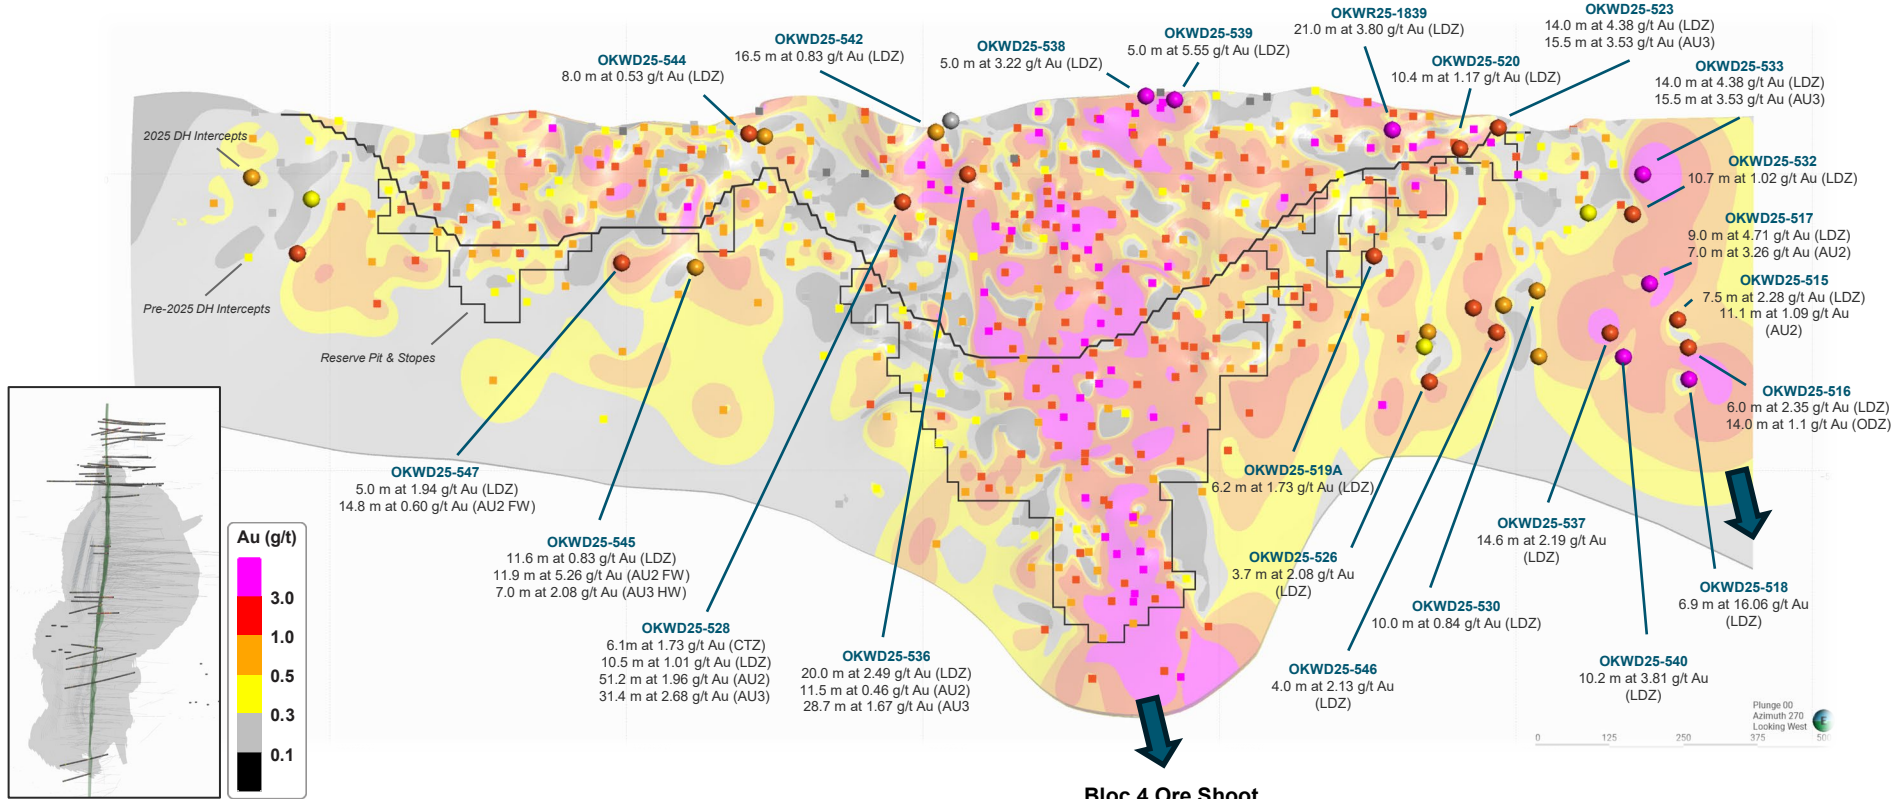 OKWD25-544
8.0 m at 0.53 g/t Au (LDZ)
OKWD25-542
16.5 m at 0.83 g/t Au (LDZ)
OKWD25-538
5.0 m at 3.22 g/t Au (LDZ)
OKWD25-539
5.0 m at 5.55 g/t Au (LDZ)
OKWR25-1839
21.0 m at 3.80 g/t Au (LDZ)
OKWD25-520
10.4 m at 1.17 g/t Au (LDZ)
OKWD25-523
14.0 m at 4.38 g/t Au (LDZ)
15.5 m at 3.53 g/t Au (AU3)
OKWD25-533
14.0 m at 4.38 g/t Au (LDZ)
15.5 m at 3.53 g/t Au (AU3)
OKWD25-532
10.7 m at 1.02 g/t Au (LDZ)
OKWD25-517
9.0 m at 4.71 g/t Au (LDZ)
7.0 m at 3.26 g/t Au (AU2)
OKWD25-515
7.5 m at 2.28 g/t Au (LDZ)
11.1 m at 1.09 g/t Au
(AU2)
OKWD25-516
6.0 m at 2.35 g/t Au (LDZ)
14.0 m at 1.1 g/t Au (ODZ)
2025 DH Intercepts
Pre-2025 DH Intercepts
Reserve Pit & Stopes
OKWD25-547
5.0 m at 1.94 g/t Au (LDZ)
14.8 m at 0.60 g/t Au (AU2 FW)
OKWD25-545
11.6 m at 0.83 g/t Au (LDZ)
11.9 m at 5.26 g/t Au (AU2 FW)
7.0 m at 2.08 g/t Au (AU3 HW)
OKWD25-528
6.1m at 1.73 g/t Au (CTZ)
10.5 m at 1.01 g/t Au (LDZ)
51.2 m at 1.96 g/t Au (AU2)
31.4 m at 2.68 g/t Au (AU3)
OKWD25-536
20.0 m at 2.49 g/t Au (LDZ)
11.5 m at 0.46 g/t Au (AU2)
28.7 m at 1.67 g/t Au (AU3
OKWD25-519A
6.2 m at 1.73 g/t Au (LDZ)
OKWD25-526
3.7 m at 2.08 g/t Au
(LDZ)
OKWD25-546
4.0 m at 2.13 g/t Au
(LDZ)
OKWD25-530
10.0 m at 0.84 g/t Au (LDZ)
OKWD25-537
14.6 m at 2.19 g/t Au
(LDZ)
OKWD25-540
10.2 m at 3.81 g/t Au
(LDZ)
OKWD25-518
6.9 m at 16.06 g/t Au
(LDZ)
Au (g/t)
3.0
1.0
0.5
0.3
0.1
Plunge 00
Azimuth 270
Looking West
0 125 250 375 500
Bloc 4 Ore Shoot